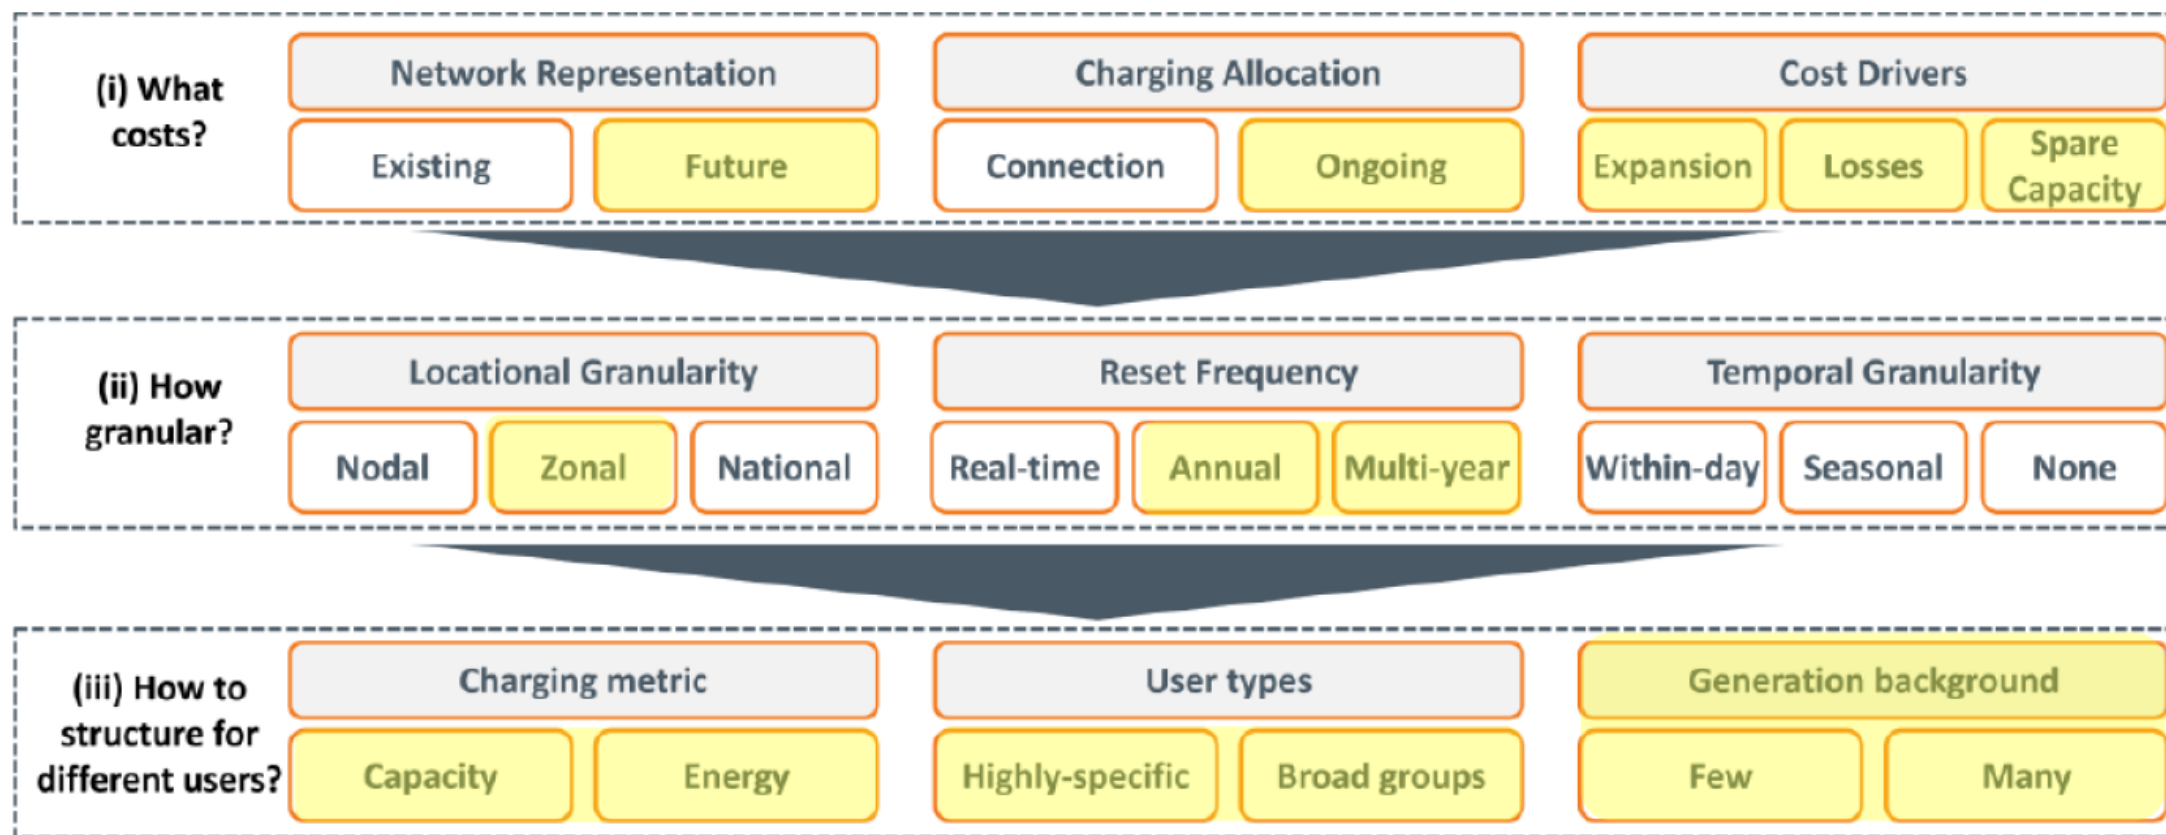 (i) What
costs?
Network Representation
Charging Allocation
Cost Drivers
Existing
Future
Connection
Ongoing
Expansion
Losses
Spare
Capacity
(ii) How
granular?
Locational Granularity
Reset Frequency
Temporal Granularity
Nodal
Zonal
National
Real-time
Annual
Multi-year
Within-day
Seasonal
None
(iii) How to
structure for
different users?
Charging metric
User types
Generation background
Capacity
Energy
Highly-specific
Broad groups
Few
Many